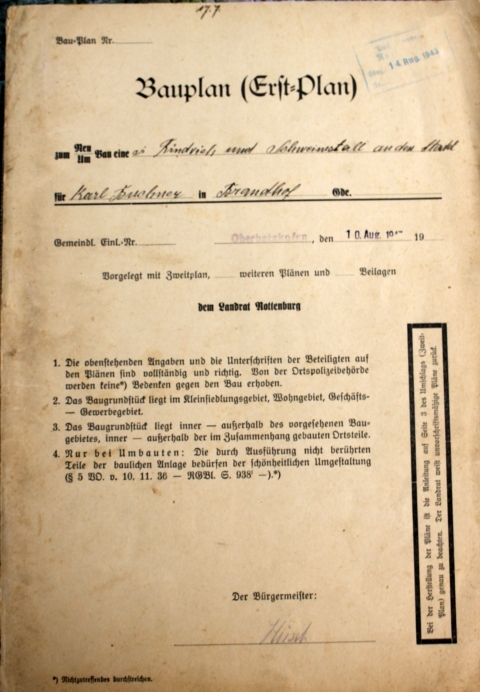 17.7.
Bau-Plan Nr.
14. Aug. 1943
Bauplan (Erst-Plan)
zum Neu Um Bau eine s Rindvieh und Schweinestall an den
für Karl Buchner in Brandhof Gde.
Gemeindl. Einl.-Nr. , den 10. Aug. 19
Vorgelegt mit Zweitplan, weiteren Plänen und Beilagen
dem Landrat Rottenburg
1. Die obenstehenden Angaben und die Unterschriften der Beteiligten auf
den Plänen sind vollständig und richtig. Von der Ortspolizeibehörde
werden keine*) Bedenken gegen den Bau erhoben.
2. Das Baugrundstück liegt im Kleinsiedlungsgebiet, Wohngebiet, Geschäfts-
— Gewerbegebiet.
3. Das Baugrundstück liegt inner — außerhalb des vorgesehenen Bau-
gebietes, inner — außerhalb der im Zusammenhang gebauten Ortsteile.
4. Nur bei Umbauten: Die durch Ausführung nicht berührten
Teile der baulichen Anlage bedürfen der schönheitlichen Umgestaltung
(§ 5 VO. v. 10. 11. 36 — RGBl. S. 938 —).*)
Bei der Herstellung der Pläne ist die Anleitung auf Seite 3 des Umschlags (Zweit-
Plan) genau zu beachten. Der Landrat weist unvorschriftsmäßige Pläne zurück.
Der Bürgermeister:
*) Nichtzutreffendes durchstreichen.